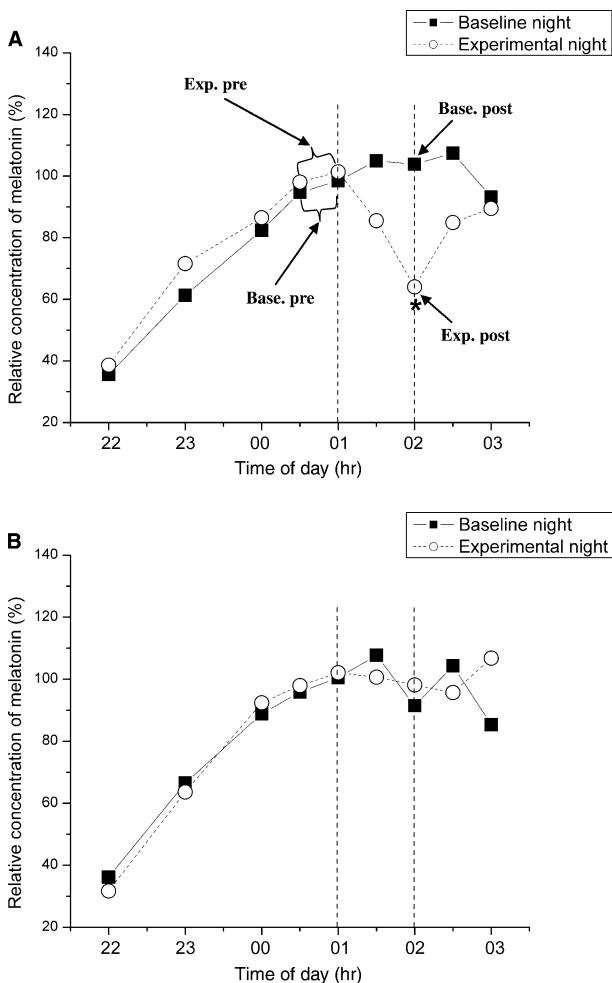 Baseline night
Experimental night
A
140
120
100
80
60
40
20
Relative concentration of melatonin (%)
Exp. pre
Base. post
Base. pre
*
Exp. post
22 23 00 01 02 03
Time of day (hr)
Baseline night
Experimental night
B
140
120
100
80
60
40
20
Relative concentration of melatonin (%)
22 23 00 01 02 03
Time of day (hr)